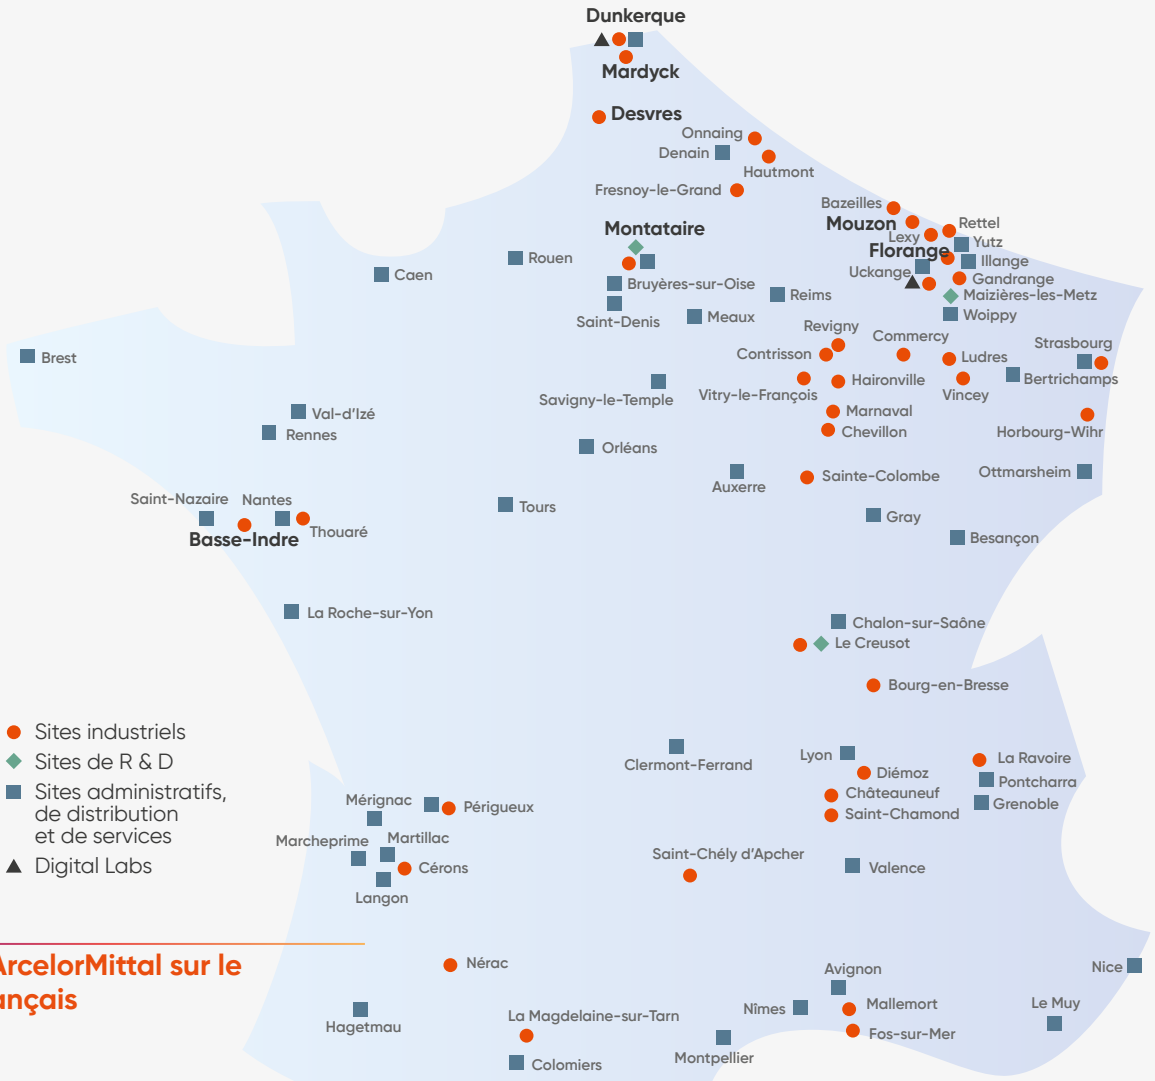 Dunkerque
Mardyck
Desvres
Onnaing
Denain
Hautmont
Fresnoy-le-Grand
Bazeilles
Mouzon
Rettel
Lexy
Yutz
Montataire
Florange
Illange
Rouen
Uckange
Caen
Gandrange
Bruyères-sur-Oise
Reims
Maizières-les-Metz
Saint-Denis
Meaux
Woippy
Revigny
Commercy
Strasbourg
Contrisson
Ludres
Brest
Haironville
Bertrichamps
Savigny-le-Temple
Vitry-le-François
Vincey
Val-d’Izé
Marnaval
Rennes
Chevillon
Horbourg-Wihr
Orléans
Auxerre
Sainte-Colombe
Ottmarsheim
Saint-Nazaire
Nantes
Tours
Gray
Thouaré
Basse-Indre
Besançon
La Roche-sur-Yon
Chalon-sur-Saône
Le Creusot
Bourg-en-Bresse
Sites industriels
Sites de R & D
Sites administratifs,
de distribution
et de services
Digital Labs
Clermont-Ferrand
Lyon
La Ravoire
Diémoz
Pontcharra
Châteauneuf
Grenoble
Saint-Chamond
Mérignac
Périgueux
Marcheprime
Martillac
Cérons
Langon
Saint-Chély d’Apcher
Valence
ArcelorMittal sur le
ançais
Nérac
Avignon
Nice
Hagetmau
La Magdelaine-sur-Tarn
Nîmes
Mallemort
Le Muy
Fos-sur-Mer
Montpellier
Colomiers